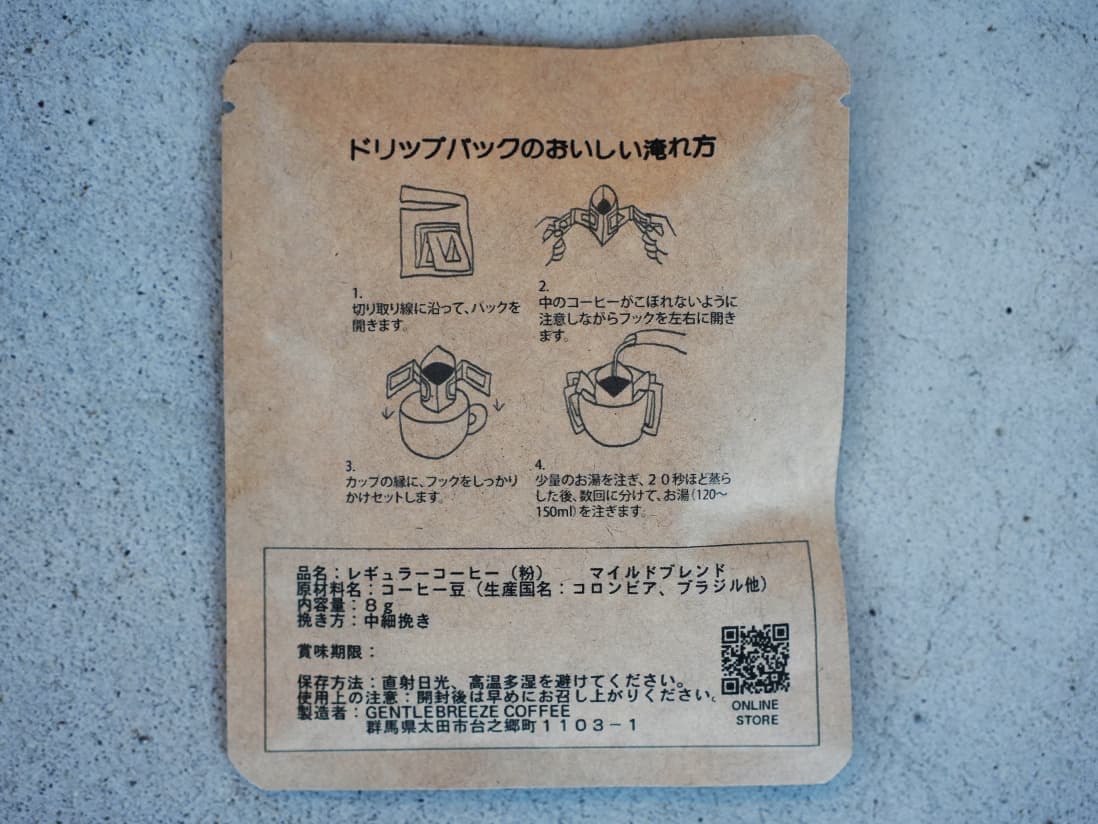 ドリップパックのおいしい淹れ方
1.
切り取り線に沿って、パックを
開きます。
2.
中のコーヒーがこぼれないように
注意しながらフックを左右に開き
ます。
3.
カップの縁に、フックをしっかり
かけセットします。
4.
少量のお湯を注ぎ、２０秒ほど蒸ら
した後、数回に分けて、お湯(120～
150ml)を注ぎます。
品名：レギュラーコーヒー（粉）　　マイルドブレンド
原材料名：コーヒー豆（生産国名：コロンビア、ブラジル他）
内容量：８ｇ
挽き方：中細挽き
賞味期限：
保存方法：直射日光、高温多湿を避けてください。
使用上の注意：開封後は早めにお召し上がりください。
製造者：GENTLEBREEZE COFFEE
群馬県太田市台之郷町１１０３－１
ONLINE
STORE